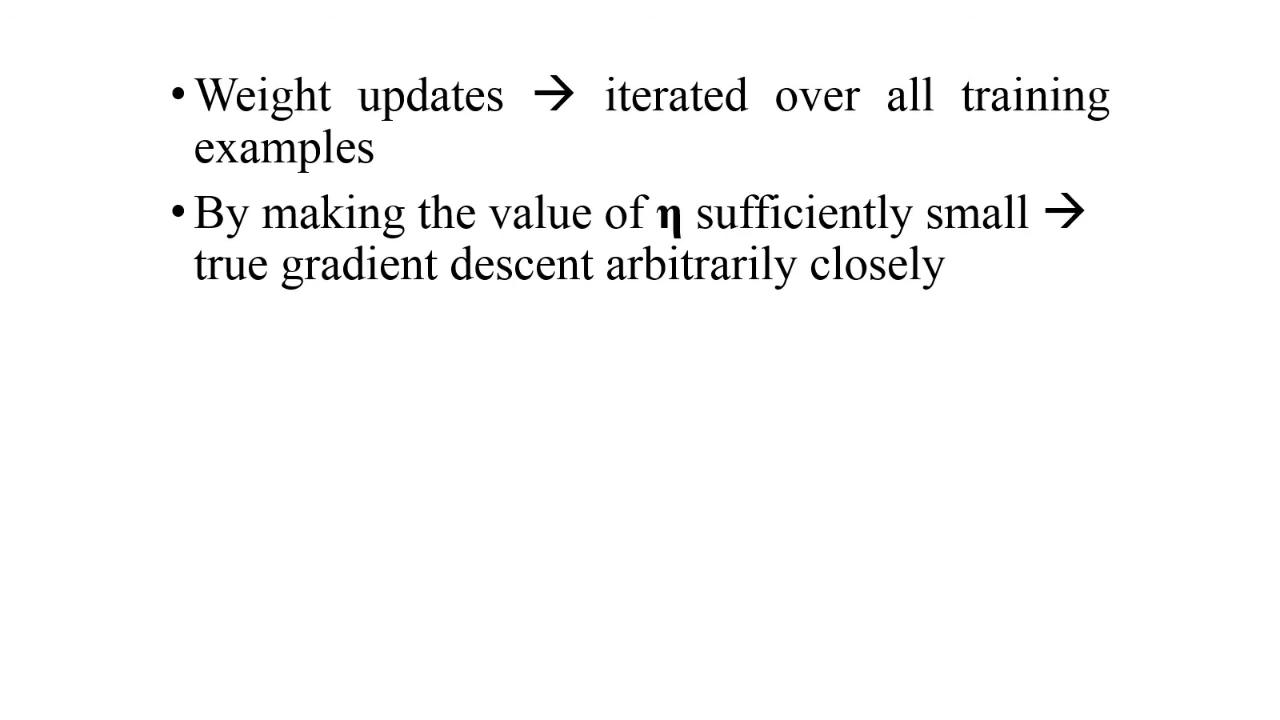 • Weight updates → iterated over all training
examples
• By making the value of η sufficiently small →
true gradient descent arbitrarily closely